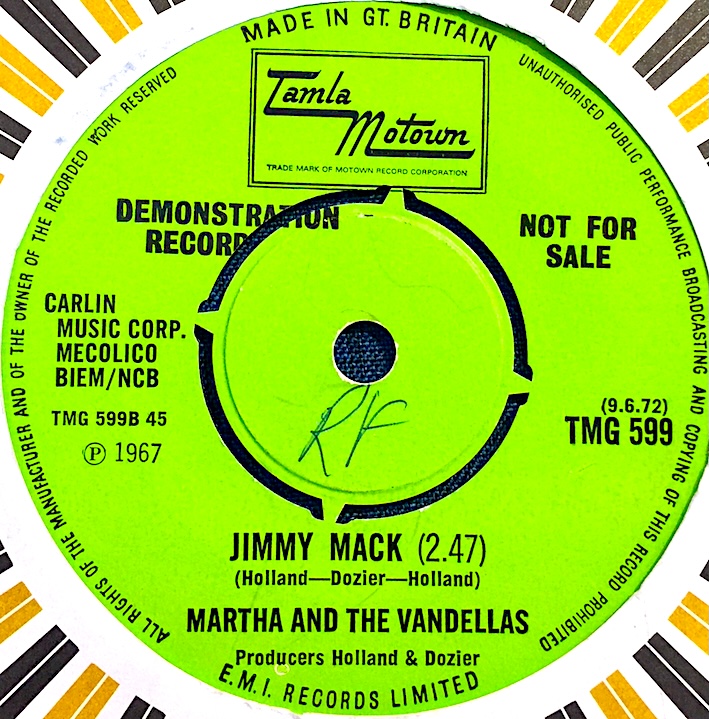 MADE IN GT. BRITAIN
Tamla
Motown
TRADE MARK OF MOTOWN RECORD CORPORATION
DEMONSTRATION
RECORD
NOT FOR
SALE
CARLIN
MUSIC CORP.
MECOLICO
BIEM/NCB
TMG 599B 45
Ⓟ 1967
(9.6.72)
TMG 599
RF
JIMMY MACK (2.47)
(Holland—Dozier—Holland)
MARTHA AND THE VANDELLAS
Producers Holland & Dozier
E.M.I. RECORDS LIMITED
ALL RIGHTS OF THE MANUFACTURER AND OF THE OWNER OF THE RECORDED WORK RESERVED
UNAUTHORISED PUBLIC PERFORMANCE BROADCASTING AND COPYING OF THIS RECORD PROHIBITED